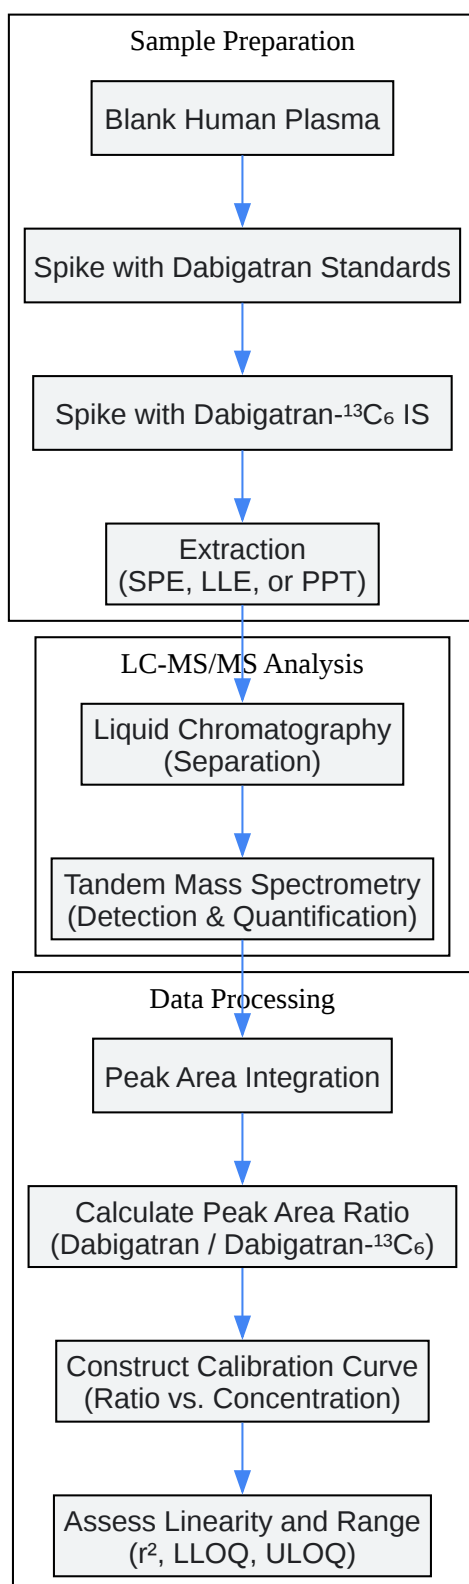 Sample Preparation
Blank Human Plasma
Spike with Dabigatran Standards
Spike with Dabigatran-¹³C₆ IS
Extraction
(SPE, LLE, or PPT)
LC-MS/MS Analysis
Liquid Chromatography
(Separation)
Tandem Mass Spectrometry
(Detection & Quantification)
Data Processing
Peak Area Integration
Calculate Peak Area Ratio
(Dabigatran / Dabigatran-¹³C₆)
Construct Calibration Curve
(Ratio vs. Concentration)
Assess Linearity and Range
(r², LLOQ, ULOQ)